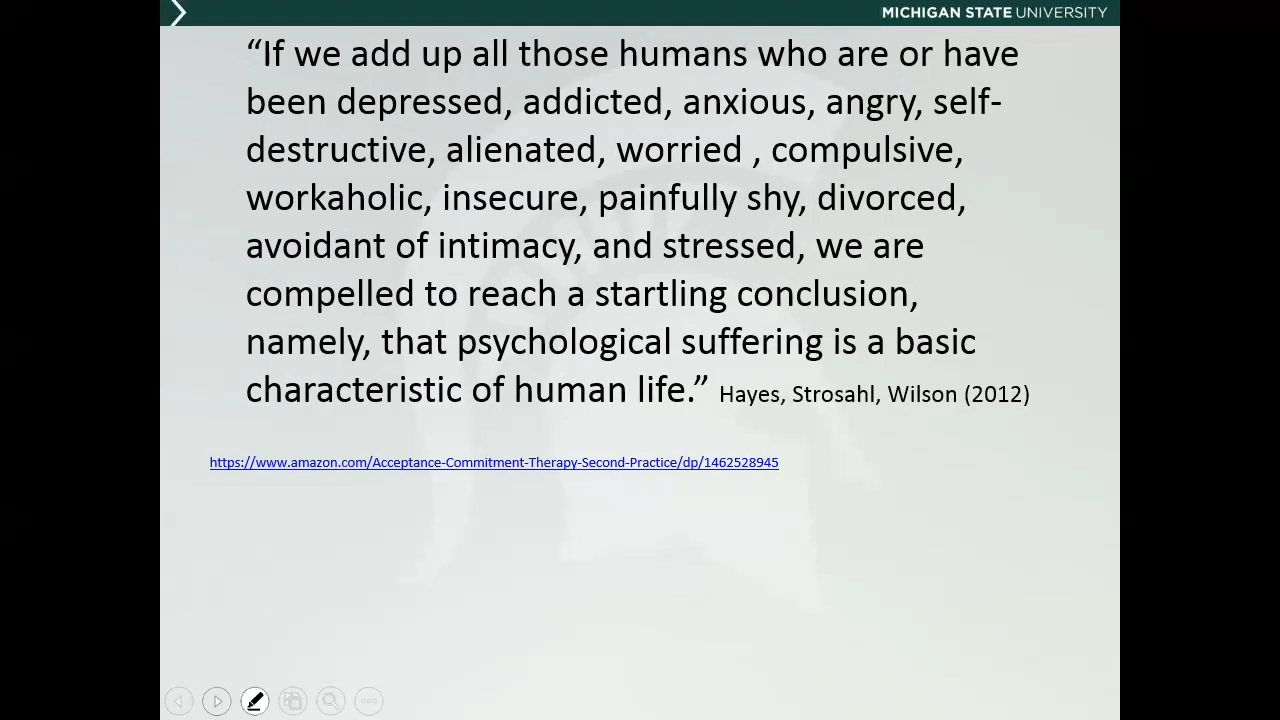 MICHIGAN STATE UNIVERSITY
“If we add up all those humans who are or have
been depressed, addicted, anxious, angry, self-
destructive, alienated, worried , compulsive,
workaholic, insecure, painfully shy, divorced,
avoidant of intimacy, and stressed, we are
compelled to reach a startling conclusion,
namely, that psychological suffering is a basic
characteristic of human life.” Hayes, Strosahl, Wilson (2012)
https://www.amazon.com/Acceptance-Commitment-Therapy-Second-Practice/dp/1462528945